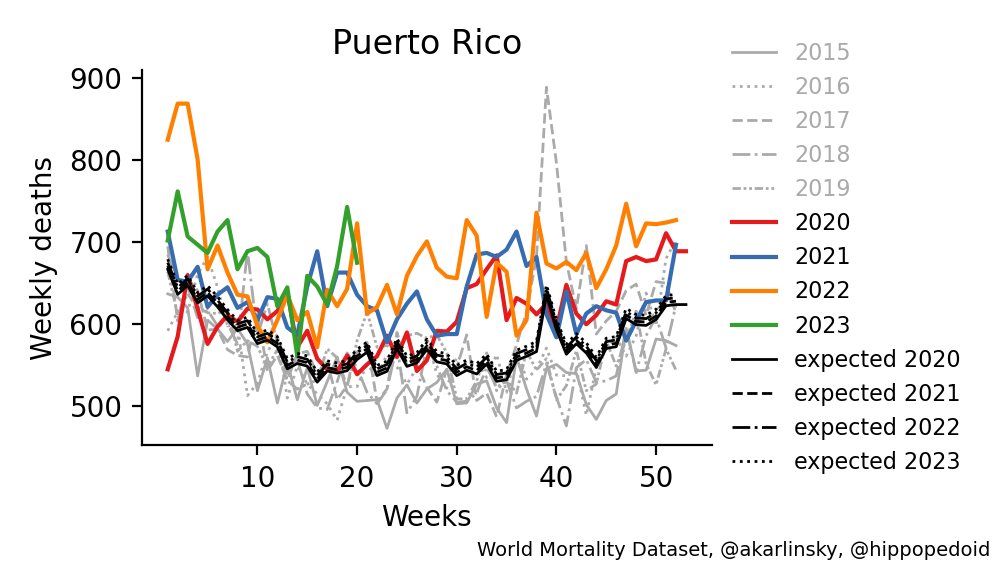 Puerto Rico
900
800
700
600
500
Weekly deaths
10
20
30
40
50
Weeks
2015
2016
2017
2018
2019
2020
2021
2022
2023
expected 2020
expected 2021
expected 2022
expected 2023
World Mortality Dataset, @akarlinsky, @hippopedoid